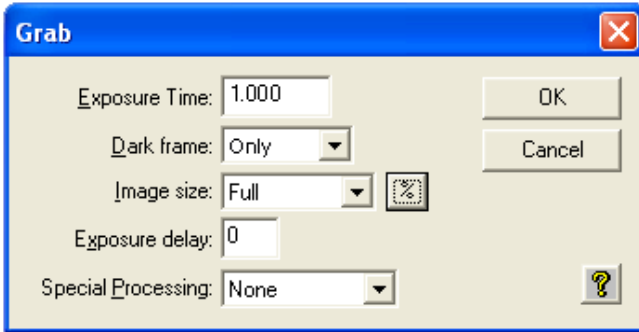 Grab
Exposure Time: 1.000
OK
Dark frame: Only
Cancel
Image size: Full %
Exposure delay: 0
Special Processing: None
?